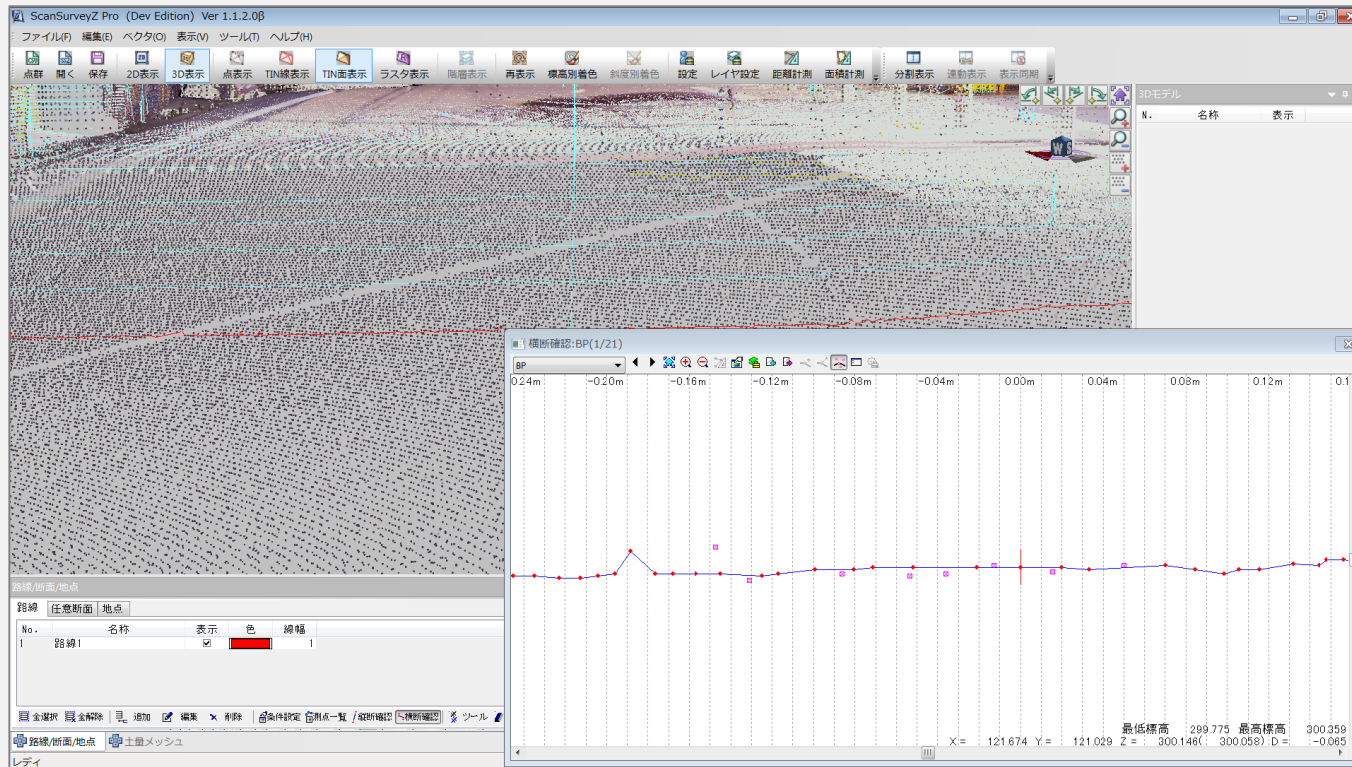 ScanSurveyZ Pro (Dev Edition) Ver 1.1.2.0β
ファイル(F) 編集(E) ベクタ(O) 表示(V) ツール(T) ヘルプ(H)
点群 開く 保存 2D表示 3D表示 点表示 TIN線表示 TIN面表示 ラスタ表示 階層表示 再表示 標高別着色 斜度別着色 設定 レイヤ設定 距離計測 面積計測 分割表示 連動表示 表示同期
3Dモデル
N. 名称 表示
W S
横断確認:BP(1/21)
BP
0.24m -0.20m -0.16m -0.12m -0.08m -0.04m 0.00m 0.04m 0.08m 0.12m 0.1
路線/断面/地点
路線 任意断面 地点
No. 名称 表示 色 線幅
1 路線1 1
全選択 全解除 追加 編集 削除 条件設定 測点一覧 縦断確認 横断確認 ツール
最低標高 299.775 最高標高 300.359
X = 121.674 Y = 121.029 Z = 300.146( 300.058) D = -0.065
路線/断面/地点 土量メッシュ
レディ